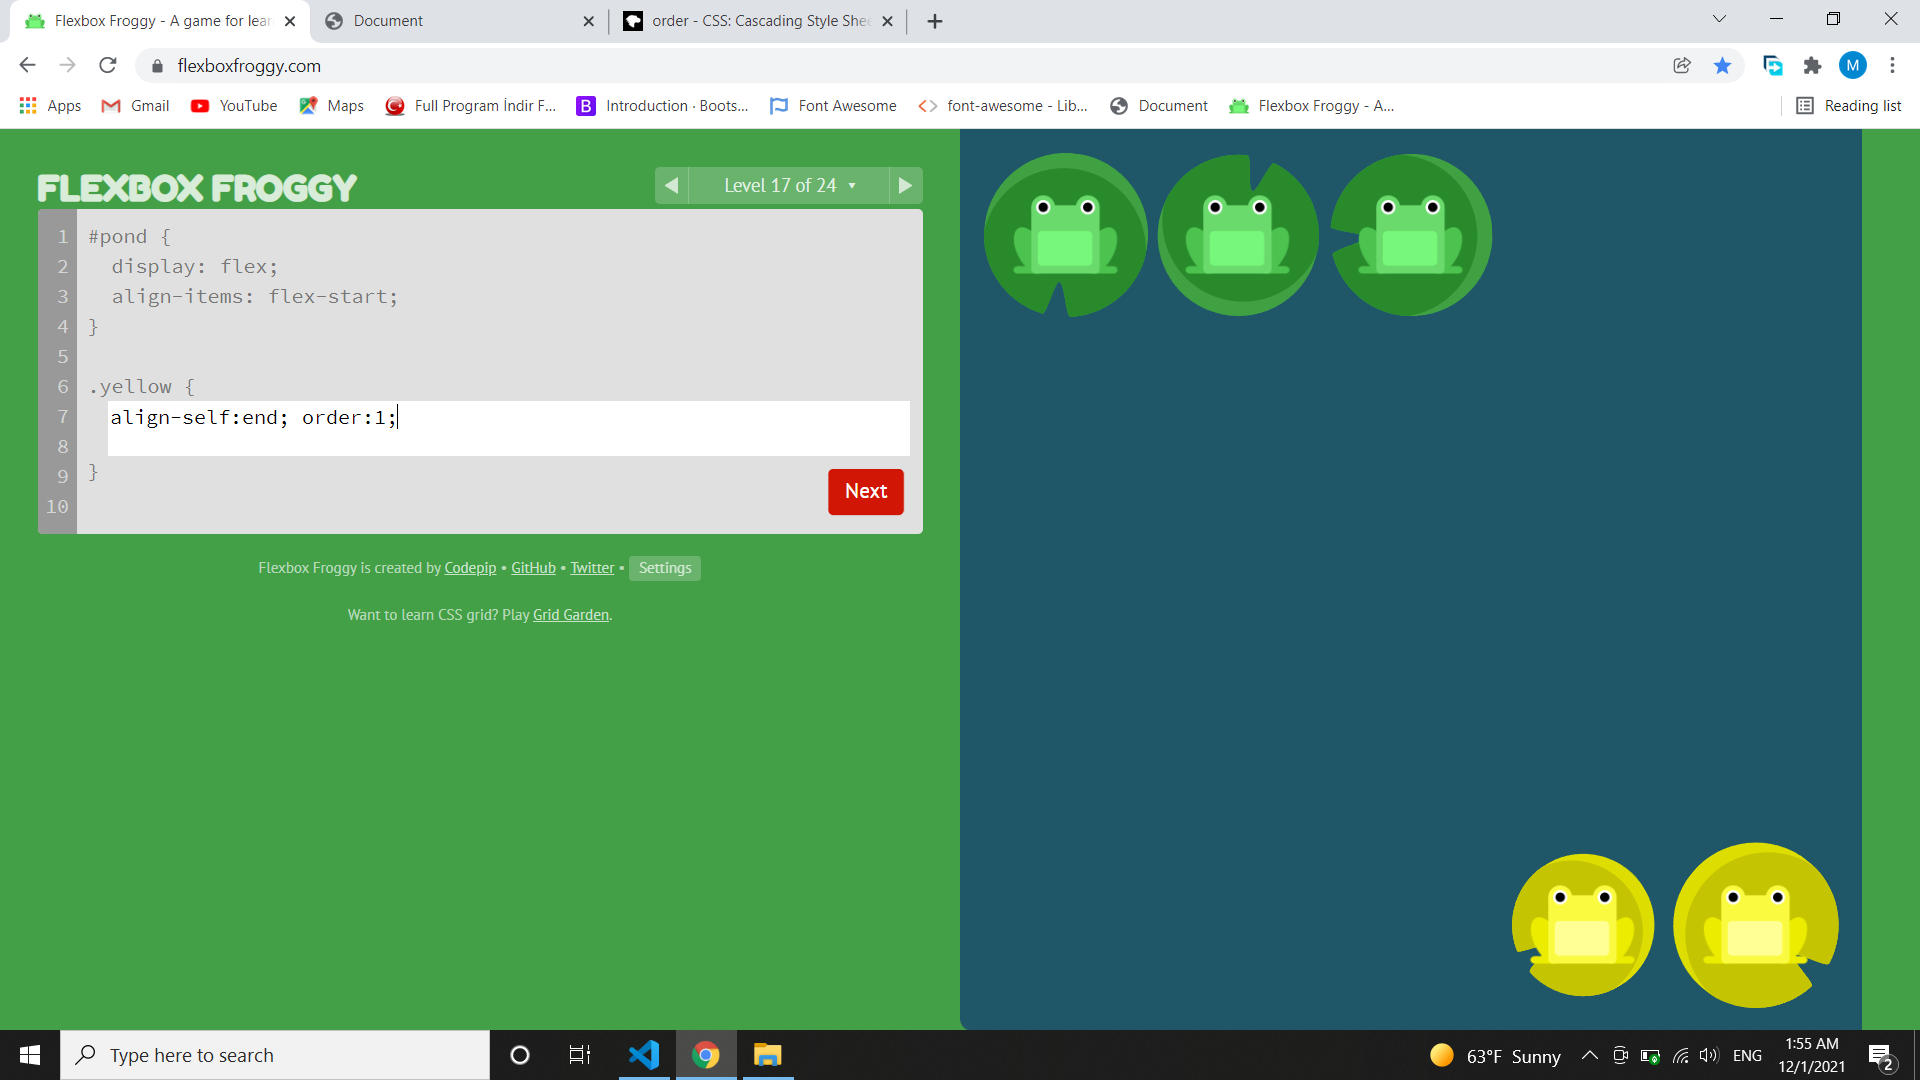 Flexbox Froggy - A game for lear
Document
order - CSS: Cascading Style Shee
flexboxfroggy.com
M
Apps
Gmail
YouTube
Maps
Full Program İndir F...
B
Introduction · Boots...
Font Awesome
font-awesome - Lib...
Document
Flexbox Froggy - A...
Reading list
FLEXBOX FROGGY
Level 17 of 24
1 #pond {
2 display: flex;
3 align-items: flex-start;
4 }
5
6 .yellow {
7 align-self:end; order:1;
8
9 }
10
Next
Flexbox Froggy is created by Codepip • GitHub • Twitter • Settings
Want to learn CSS grid? Play Grid Garden.
Type here to search
63°F Sunny
ENG
1:55 AM
12/1/2021
2